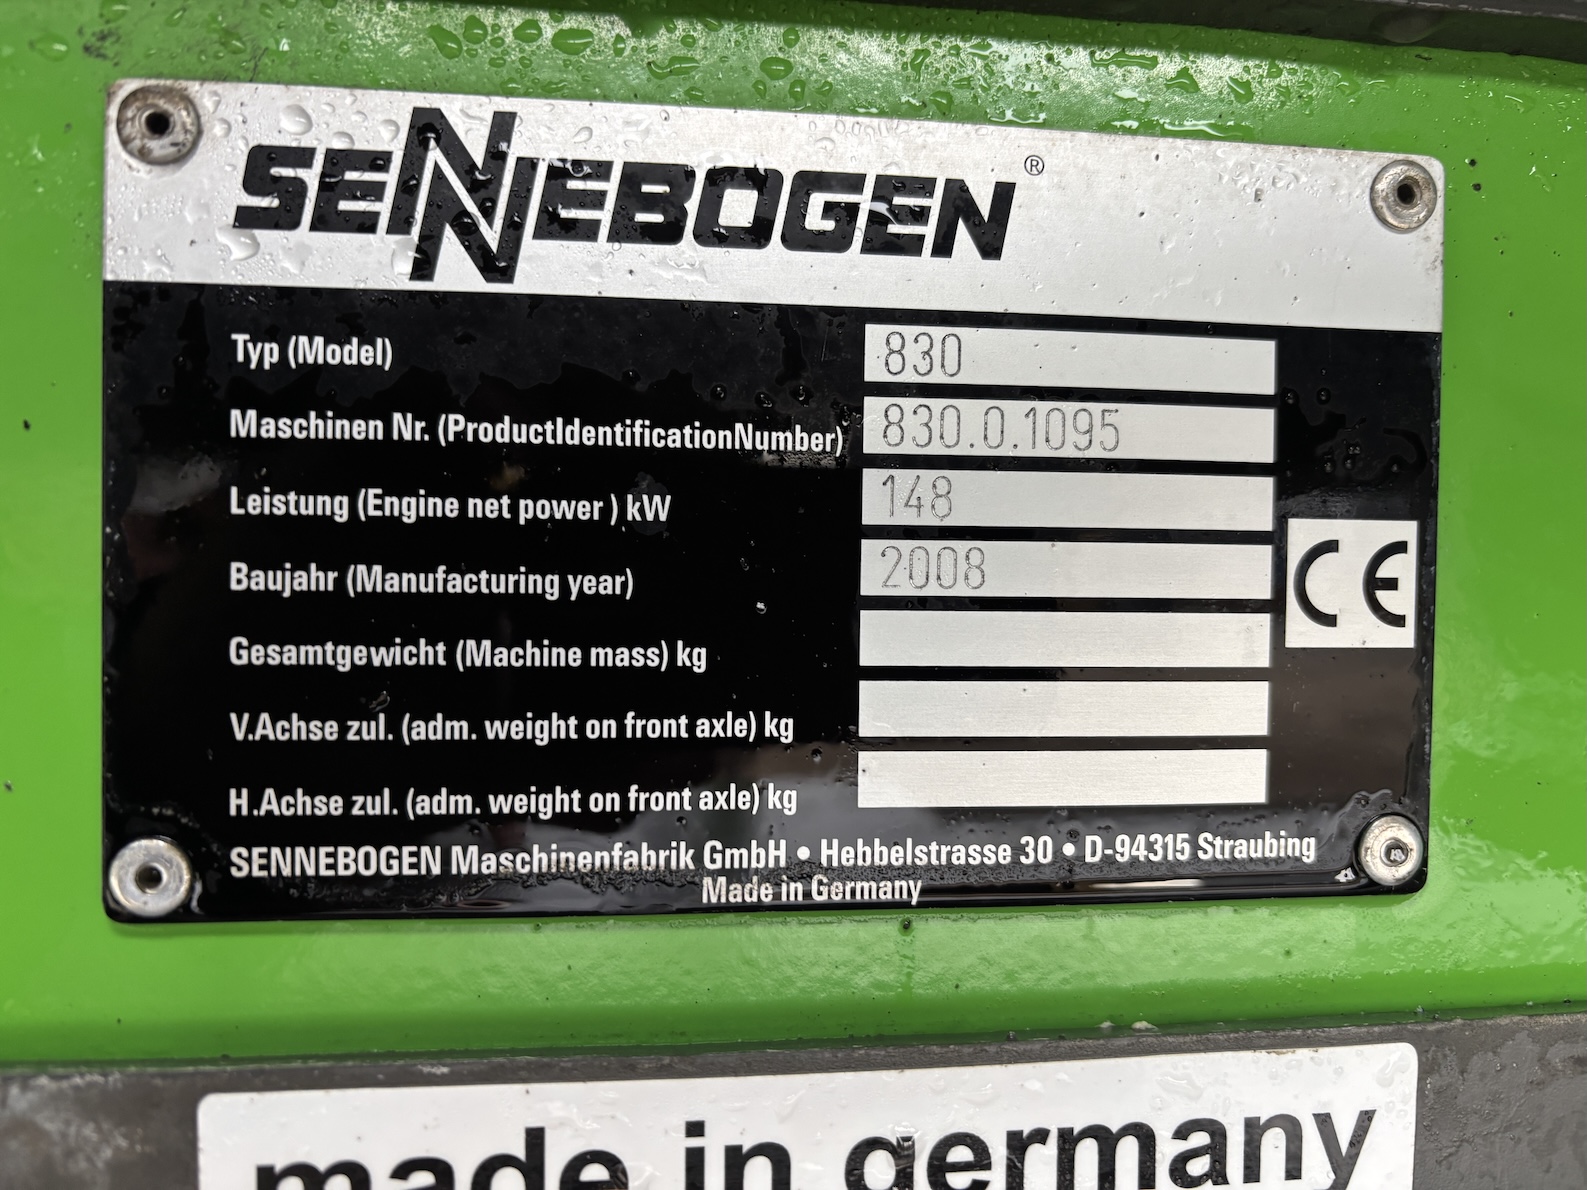 SENNEBOGEN®
Typ (Model) 830
Maschinen Nr. (ProductIdentificationNumber) 830.0.1095
Leistung (Engine net power ) kW 148
Baujahr (Manufacturing year) 2008
Gesamtgewicht (Machine mass) kg
V.Achse zul. (adm. weight on front axle) kg
H.Achse zul. (adm. weight on front axle) kg
CE
SENNEBOGEN Maschinenfabrik GmbH • Hebbelstrasse 30 • D-94315 Straubing
Made in Germany
made in germany